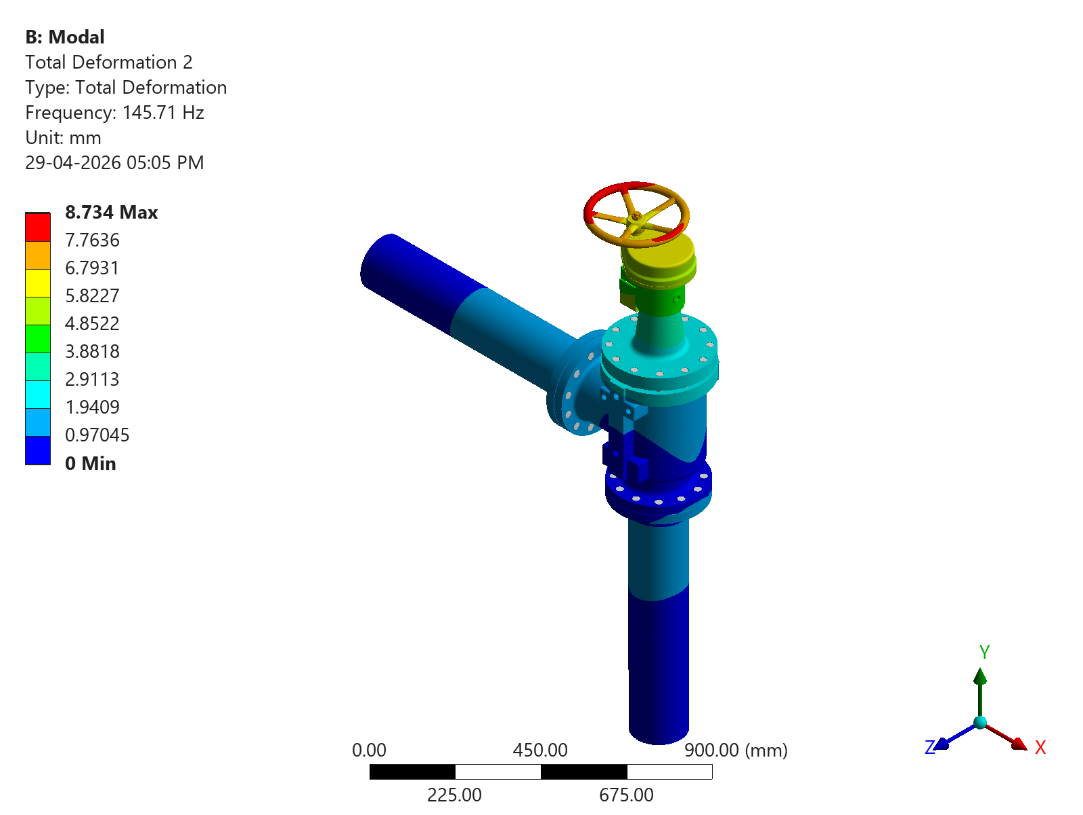 B: Modal
Total Deformation 2
Type: Total Deformation
Frequency: 145.71 Hz
Unit: mm
29-04-2026 05:05 PM
8.734 Max
7.7636
6.7931
5.8227
4.8522
3.8818
2.9113
1.9409
0.97045
0 Min
Y
Z
X
0.00 450.00 900.00 (mm)
225.00 675.00